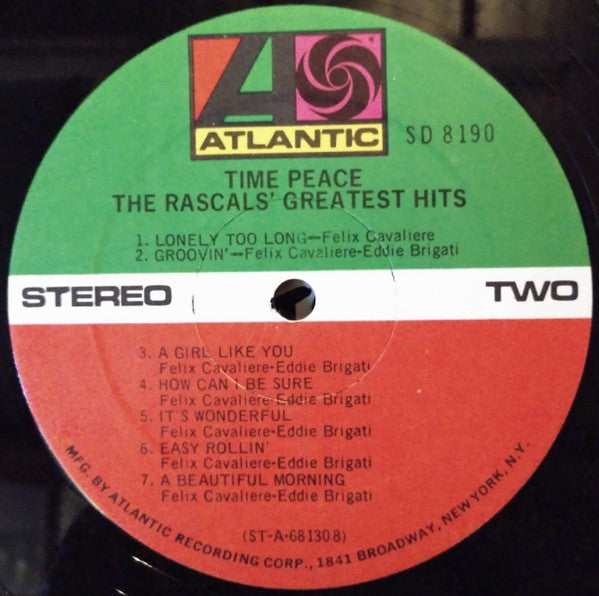 ATLANTIC
SD 8190
TIME PEACE
THE RASCALS' GREATEST HITS
1. LONELY TOO LONG—Felix Cavaliere
2. GROOVIN'—Felix Cavaliere-Eddie Brigati
STEREO
TWO
3. A GIRL LIKE YOU
Felix Cavaliere-Eddie Brigati
4. HOW CAN I BE SURE
Felix Cavaliere-Eddie Brigati
5. IT'S WONDERFUL
Felix Cavaliere-Eddie Brigati
6. EASY ROLLIN'
Felix Cavaliere-Eddie Brigati
7. A BEAUTIFUL MORNING
Felix Cavaliere-Eddie Brigati
(ST-A-681308)
MFG. BY ATLANTIC RECORDING CORP., 1841 BROADWAY, NEW YORK, N.Y.